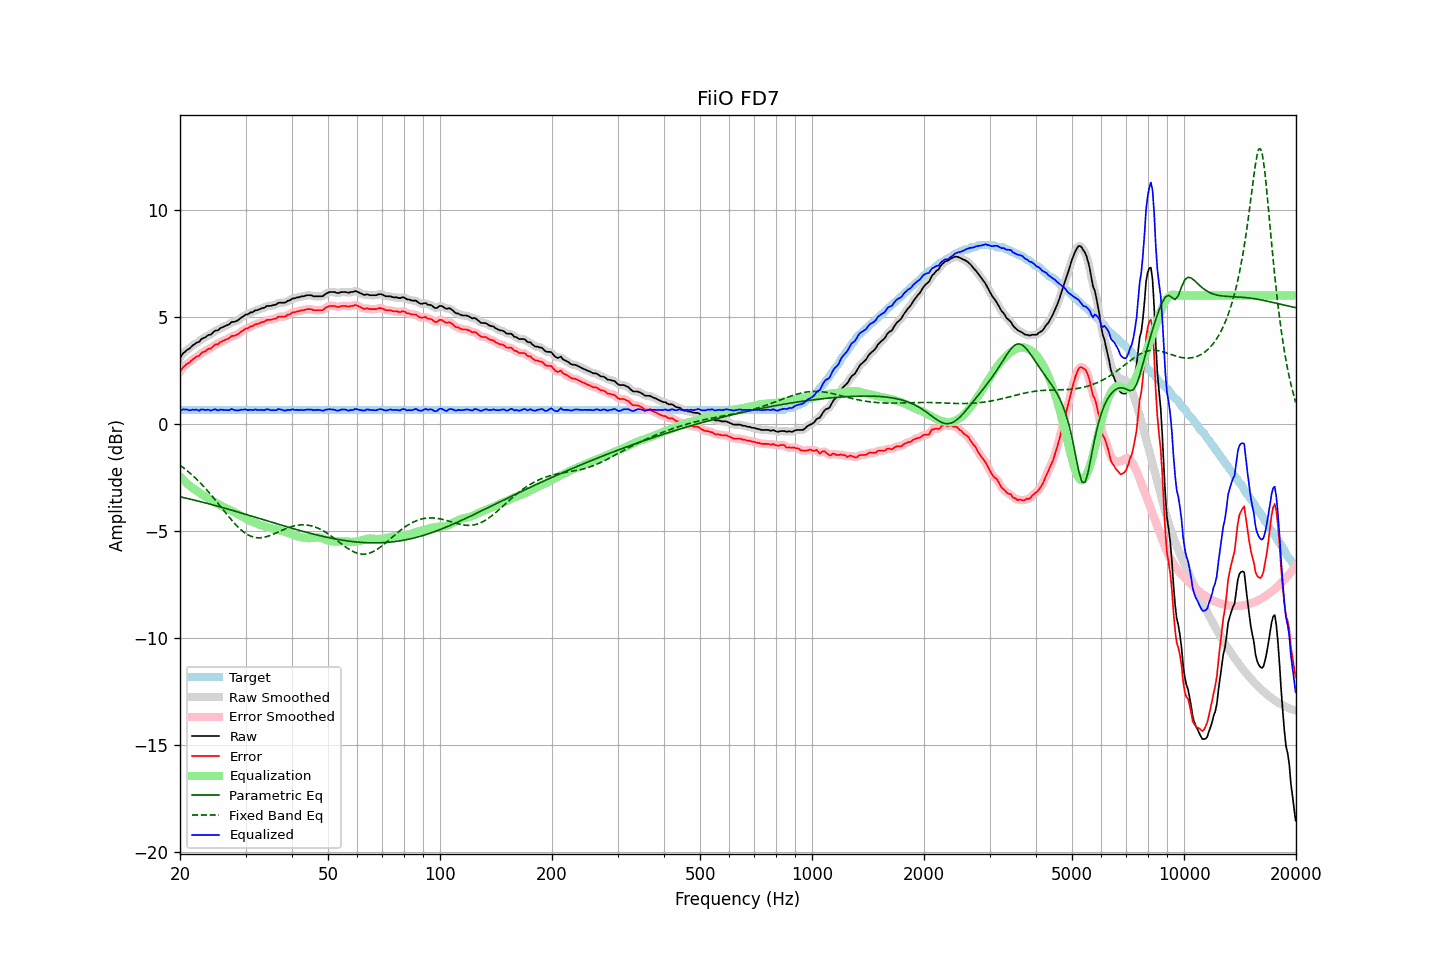 FiiO FD7
Amplitude (dBr)
10
5
0
−5
−10
−15
−20
Target
Raw Smoothed
Error Smoothed
Raw
Error
Equalization
Parametric Eq
Fixed Band Eq
Equalized
20 50 100 200 500 1000 2000 5000 10000 20000
Frequency (Hz)